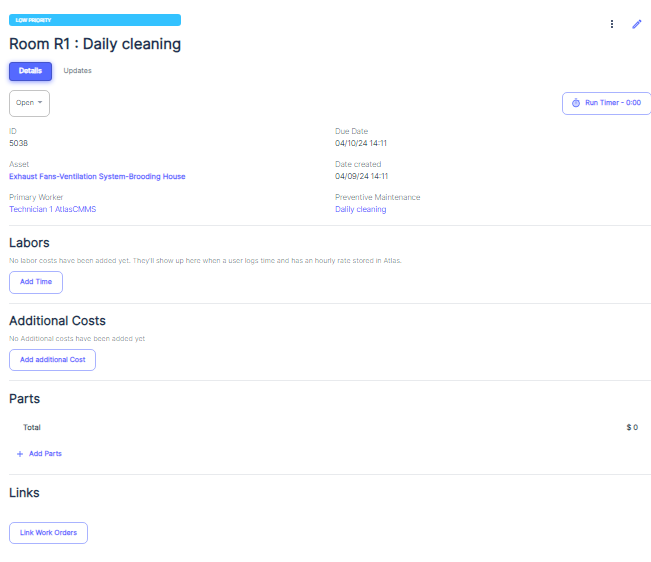 LOW PRIORITY
Room R1 : Daily cleaning
Details
Updates
Open
Run Timer - 0:00
ID
5038
Due Date
04/10/24 14:11
Asset
Exhaust Fans-Ventilation System-Brooding House
Date created
04/09/24 14:11
Primary Worker
Technician 1 AtlasCMMS
Preventive Maintenance
Dalily cleaning
Labors
No labor costs have been added yet. They'll show up here when a user logs time and has an hourly rate stored in Atlas.
Add Time
Additional Costs
No Additional costs have been added yet
Add additional Cost
Parts
Total
$ 0
+ Add Parts
Links
Link Work Orders